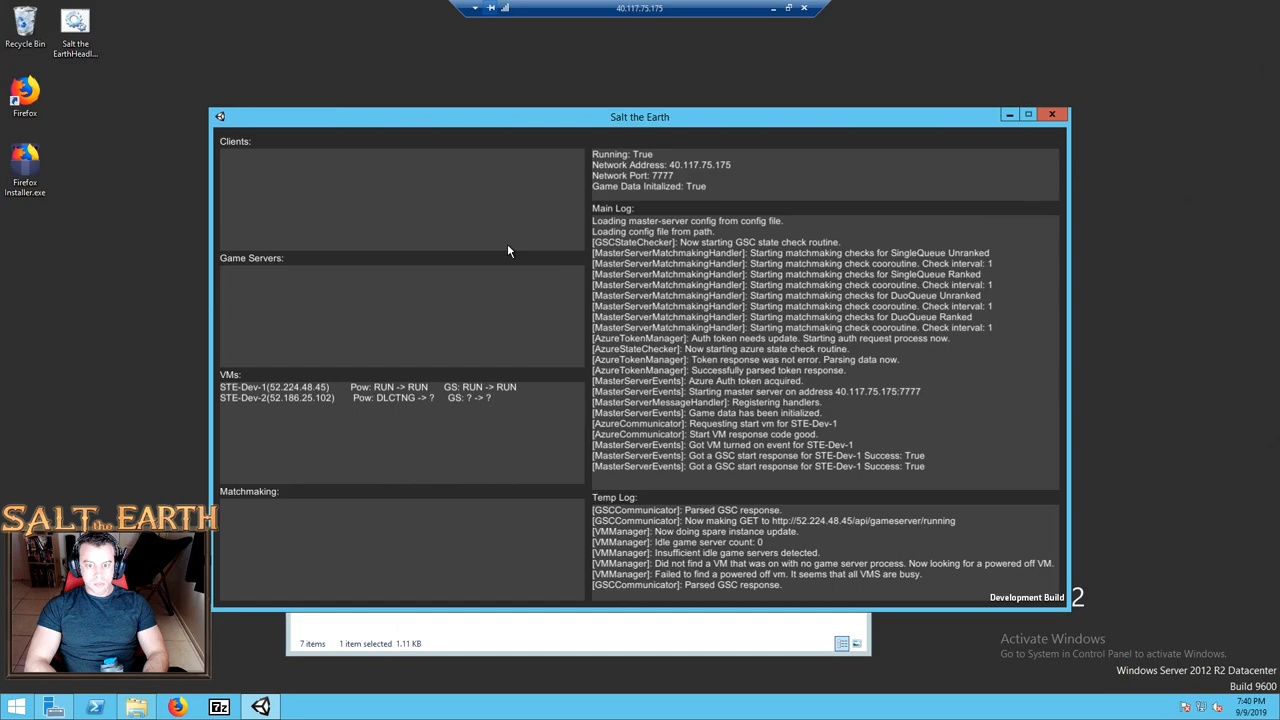 40.117.75.175
Recycle Bin
Salt the
EarthHeadl...
Firefox
Firefox
Installer.exe
Salt the Earth
Clients:
Game Servers:
VMs:
STE-Dev-1(52.224.48.45) Pow: RUN -> RUN GS: RUN -> RUN
STE-Dev-2(52.186.25.102) Pow: DLCTNG -> ? GS: ? -> ?
Matchmaking:
Running: True
Network Address: 40.117.75.175
Network Port: 7777
Game Data Initalized: True
Main Log:
Loading master-server config from config file.
Loading config file from path.
[GSCStateChecker]: Now starting GSC state check routine.
[MasterServerMatchmakingHandler]: Starting matchmaking checks for SingleQueue Unranked
[MasterServerMatchmakingHandler]: Starting matchmaking cooroutine. Check interval: 1
[MasterServerMatchmakingHandler]: Starting matchmaking checks for SingleQueue Ranked
[MasterServerMatchmakingHandler]: Starting matchmaking cooroutine. Check interval: 1
[MasterServerMatchmakingHandler]: Starting matchmaking checks for DuoQueue Unranked
[MasterServerMatchmakingHandler]: Starting matchmaking cooroutine. Check interval: 1
[MasterServerMatchmakingHandler]: Starting matchmaking checks for DuoQueue Ranked
[MasterServerMatchmakingHandler]: Starting matchmaking cooroutine. Check interval: 1
[AzureTokenManager]: Auth token needs update. Starting auth request process now.
[AzureStateChecker]: Now starting azure state check routine.
[AzureTokenManager]: Token response was not error. Parsing data now.
[AzureTokenManager]: Successfully parsed token response.
[MasterServerEvents]: Azure Auth token acquired.
[MasterServerEvents]: Starting master server on address 40.117.75.175:7777
[MasterServerMessageHandler]: Registering handlers.
[MasterServerEvents]: Game data has been initialized.
[AzureCommunicator]: Requesting start vm for STE-Dev-1
[AzureCommunicator]: Start VM response code good.
[MasterServerEvents]: Got VM turned on event for STE-Dev-1
[MasterServerEvents]: Got a GSC start response for STE-Dev-1 Success: True
[MasterServerEvents]: Got a GSC start response for STE-Dev-1 Success: True
Temp Log:
[GSCCommunicator]: Parsed GSC response.
[GSCCommunicator]: Now making GET to http://52.224.48.45/api/gameserver/running
[VMManager]: Now doing spare instance update.
[VMManager]: Idle game server count: 0
[VMManager]: Insufficient idle game servers detected.
[VMManager]: Did not find a VM that was on with no game server process. Now looking for a powered off VM.
[VMManager]: Failed to find a powered off vm. It seems that all VMS are busy.
[GSCCommunicator]: Parsed GSC response.
Development Build
2
SALT the EARTH
7 items 1 item selected 1.11 KB
Activate Windows
Go to System in Control Panel to activate Windows.
Windows Server 2012 R2 Datacenter
Build 9600
7z
7:40 PM
9/9/2019